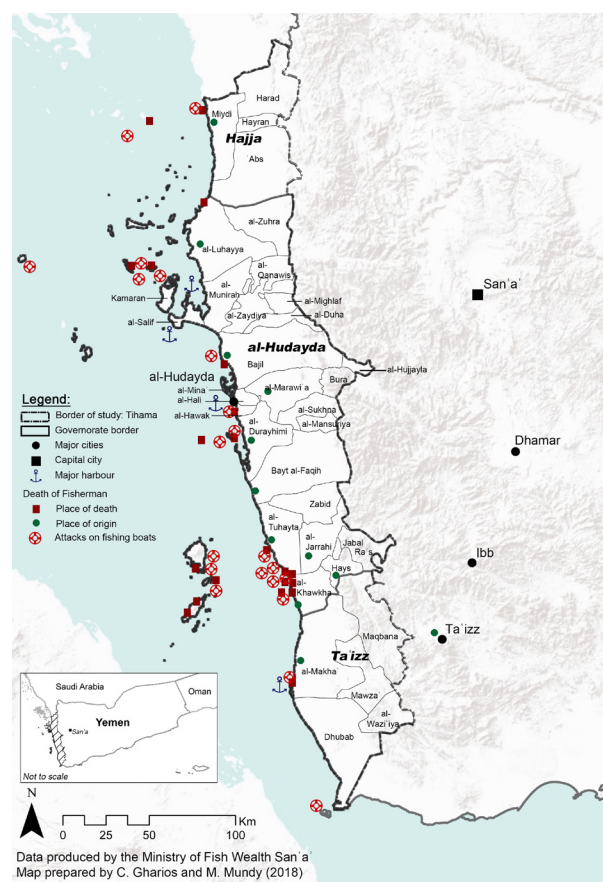 Harad
Miydi
Hayran
Hajja
Abs
al-Zuhra
al-Luhayya
al-
Qanawis
San´a´
al-
Munirah
Kamaran
al-Mighlaf
al-Zaydiya
al-Duha
al-Salif
al-Hudayda
Bajil
al-Hujjayla
al-Hudayda
Bura
al-Marawi´a
al-Mina´
al-Hali
al-Sukhna
al-Hawak
al-
Durayhimi
al-Mansuriya
Dhamar
Bayt al-Faqih
Zabid
al-
Tuhayta
al-
Jarrahi
Jabal
Ra´s
Ibb
Hays
al-
Khawkha
Ta´izz
Maqbana
Ta´izz
al-Makha
Mawza´
al-
Wazi´iya
Dhubab
Legend:
Border of study: Tihama
Governorate border
Major cities
Capital city
Major harbour
Death of Fisherman
Place of death
Place of origin
Attacks on fishing boats
Saudi Arabia
Oman
Yemen
San'a
Not to scale
N
Km
0 25 50 100
Data produced by the Ministry of Fish Wealth San´a´
Map prepared by C. Gharios and M. Mundy (2018)